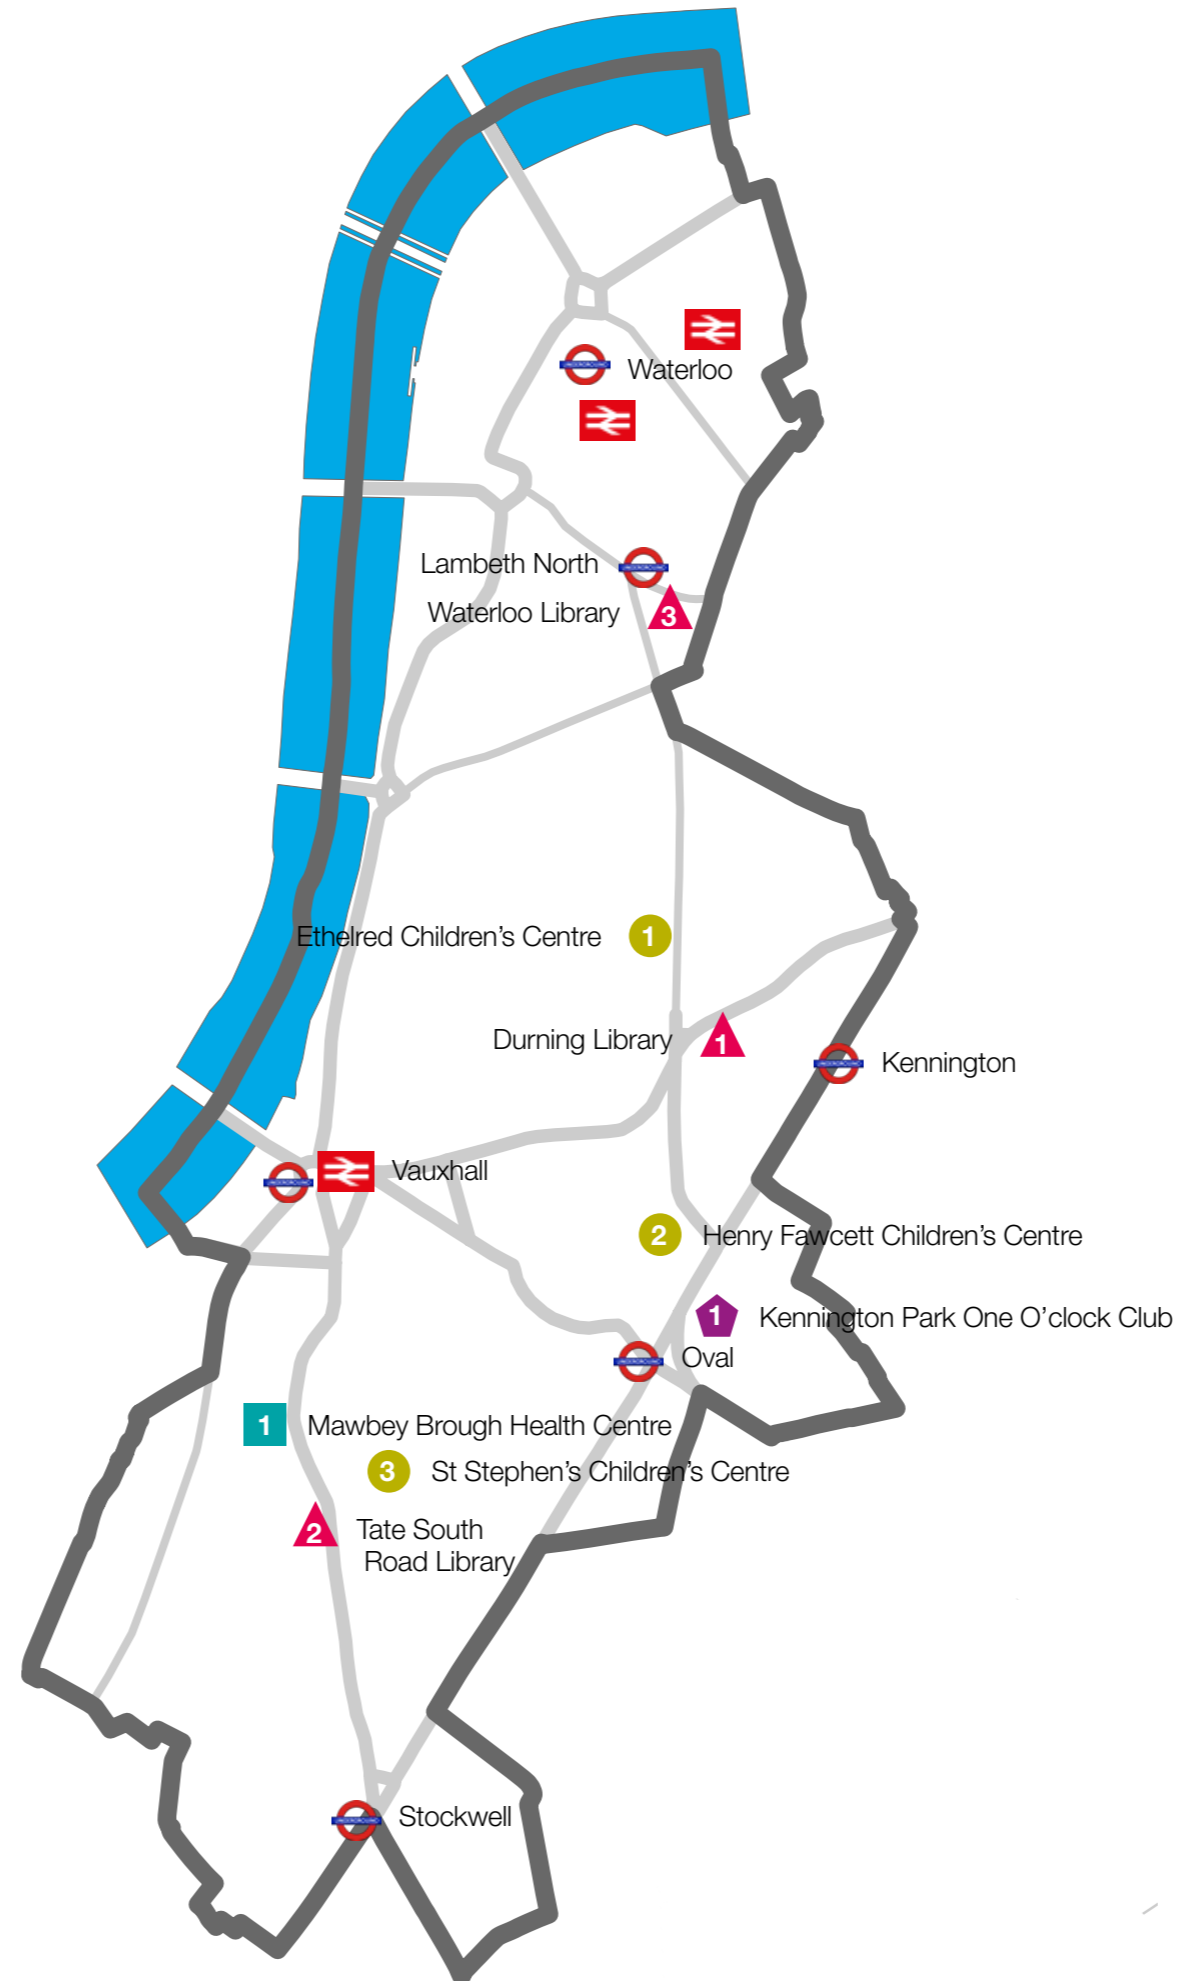 Waterloo
Lambeth North
Waterloo Library
3
Ethelred Children’s Centre
1
Durning Library
1
Kennington
Vauxhall
2
Henry Fawcett Children’s Centre
1
Kennington Park One O’clock Club
Oval
1
Mawbey Brough Health Centre
3
St Stephen’s Children’s Centre
2
Tate South
Road Library
Stockwell